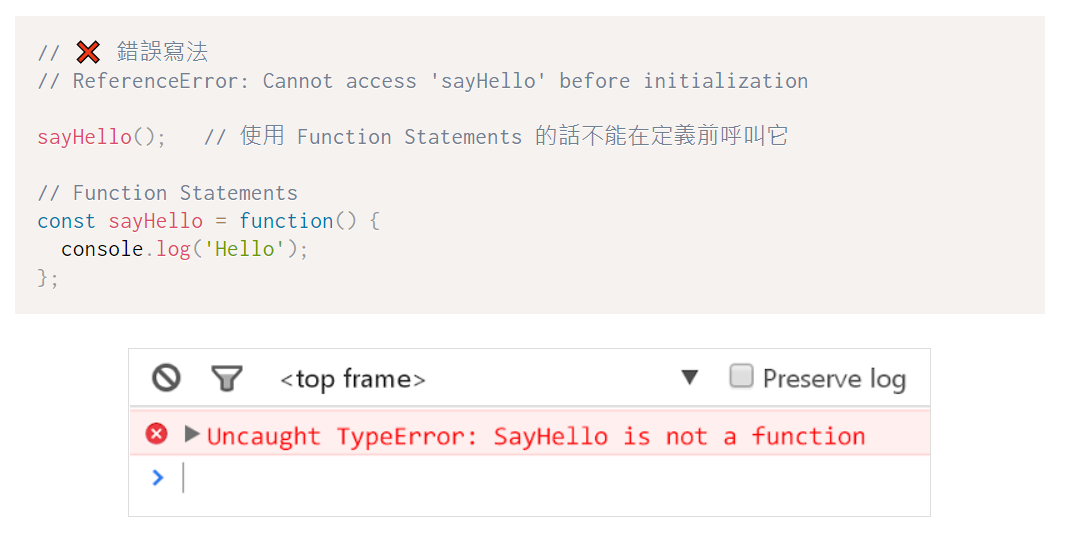 // ❌ 錯誤寫法
// ReferenceError: Cannot access 'sayHello' before initialization
sayHello();   // 使用 Function Statements 的話不能在定義前呼叫它
// Function Statements
const sayHello = function() {
  console.log('Hello');
};
<top frame> ▼ Preserve log
Uncaught TypeError: SayHello is not a function